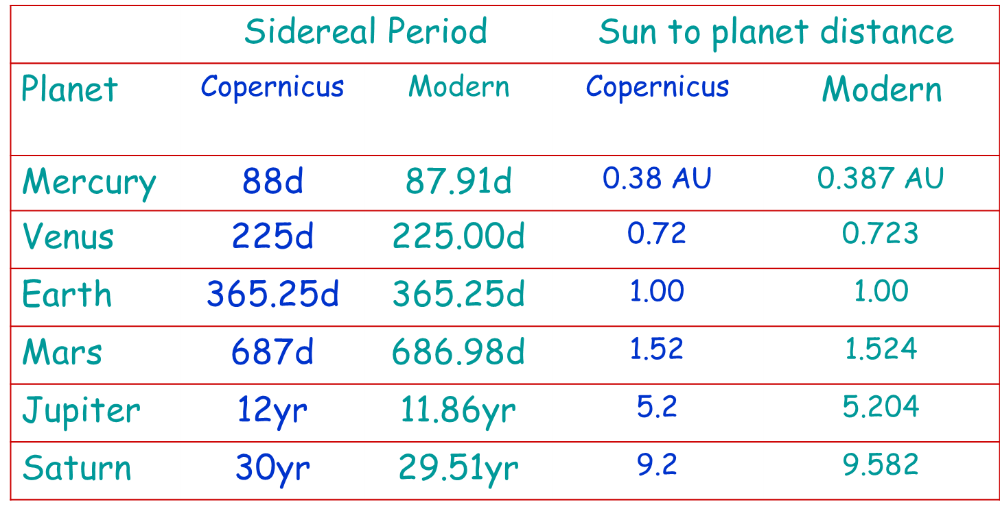 Sidereal Period Sun to planet distance
Planet Copernicus Modern Copernicus Modern
Mercury 88d 87.91d 0.38 AU 0.387 AU
Venus 225d 225.00d 0.72 0.723
Earth 365.25d 365.25d 1.00 1.00
Mars 687d 686.98d 1.52 1.524
Jupiter 12yr 11.86yr 5.2 5.204
Saturn 30yr 29.51yr 9.2 9.582